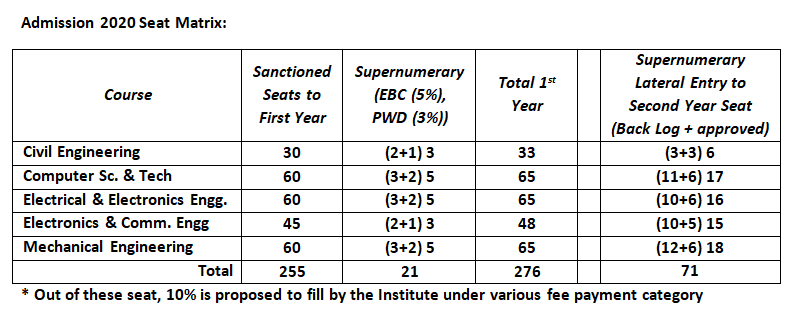 Admission 2020 Seat Matrix:
Course
Sanctioned
Seats to
First Year
Supernumerary
(EBC (5%),
PWD (3%))
Total 1st
Year
Supernumerary
Lateral Entry to
Second Year Seat
(Back Log + approved)
Civil Engineering 30 (2+1) 3 33 (3+3) 6
Computer Sc. & Tech 60 (3+2) 5 65 (11+6) 17
Electrical & Electronics Engg. 60 (3+2) 5 65 (10+6) 16
Electronics & Comm. Engg 45 (2+1) 3 48 (10+5) 15
Mechanical Engineering 60 (3+2) 5 65 (12+6) 18
Total 255 21 276 71
* Out of these seat, 10% is proposed to fill by the Institute under various fee payment category